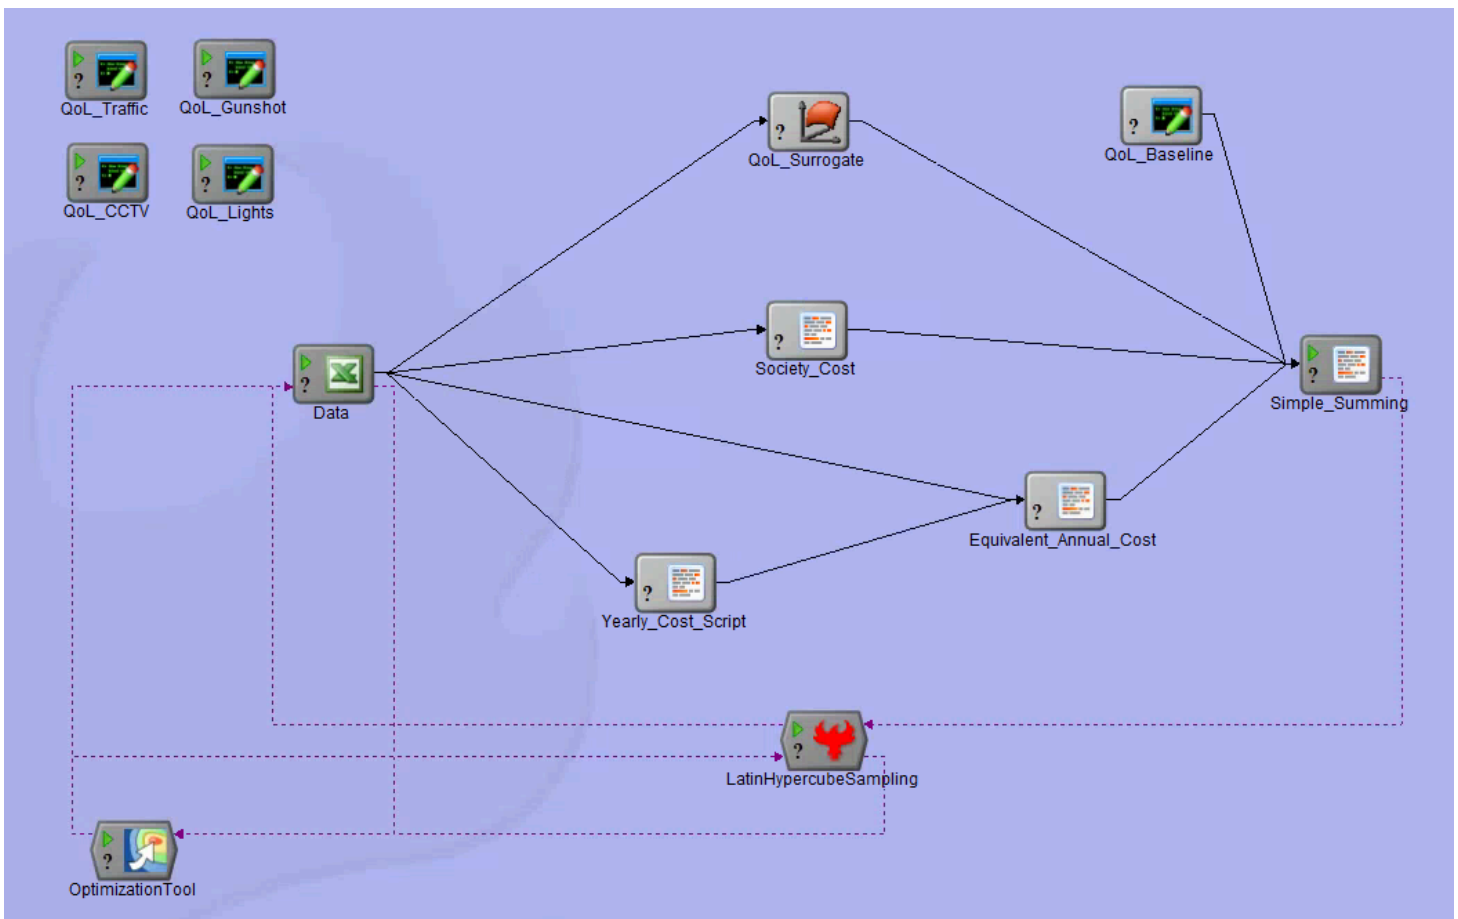 QoL_Traffic
QoL_Gunshot
QoL_CCTV
QoL_Lights
QoL_Surrogate
QoL_Baseline
Society_Cost
Data
Simple_Summing
Equivalent_Annual_Cost
Yearly_Cost_Script
LatinHypercubeSampling
OptimizationTool